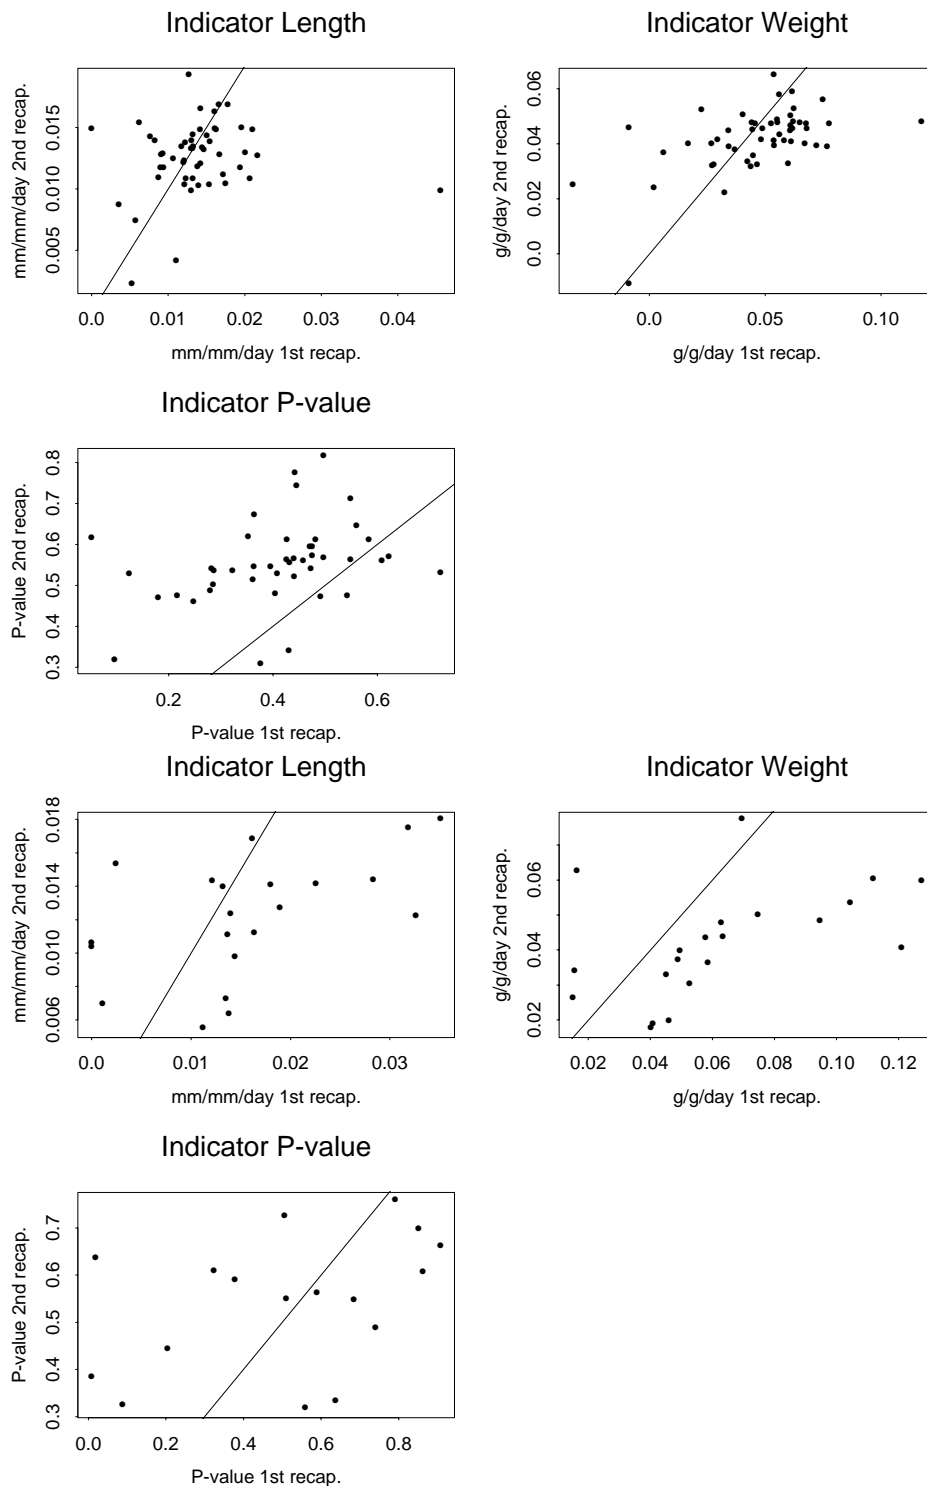 Indicator Length
mm/mm/day 2nd recap.
0.005 0.010 0.015
0.0 0.01 0.02 0.03 0.04
mm/mm/day 1st recap.
Indicator Weight
g/g/day 2nd recap.
0.0 0.02 0.04 0.06
0.0 0.05 0.10
g/g/day 1st recap.
Indicator P-value
P-value 2nd recap.
0.3 0.4 0.5 0.6 0.7 0.8
0.2 0.4 0.6
P-value 1st recap.
Indicator Length
mm/mm/day 2nd recap.
0.006 0.010 0.014 0.018
0.0 0.01 0.02 0.03
mm/mm/day 1st recap.
Indicator Weight
g/g/day 2nd recap.
0.02 0.04 0.06
0.02 0.04 0.06 0.08 0.10 0.12
g/g/day 1st recap.
Indicator P-value
P-value 2nd recap.
0.3 0.4 0.5 0.6 0.7
0.0 0.2 0.4 0.6 0.8
P-value 1st recap.